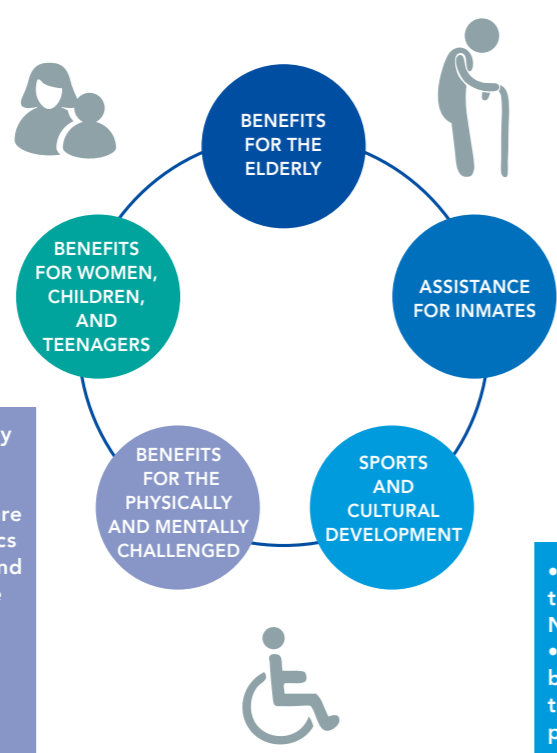 BENEFITS
FOR THE
ELDERLY
BENEFITS
FOR WOMEN,
CHILDREN,
AND
TEENAGERS
ASSISTANCE
FOR INMATES
BENEFITS
FOR THE
PHYSICALLY
AND MENTALLY
CHALLENGED
SPORTS
AND
CULTURAL
DEVELOPMENT